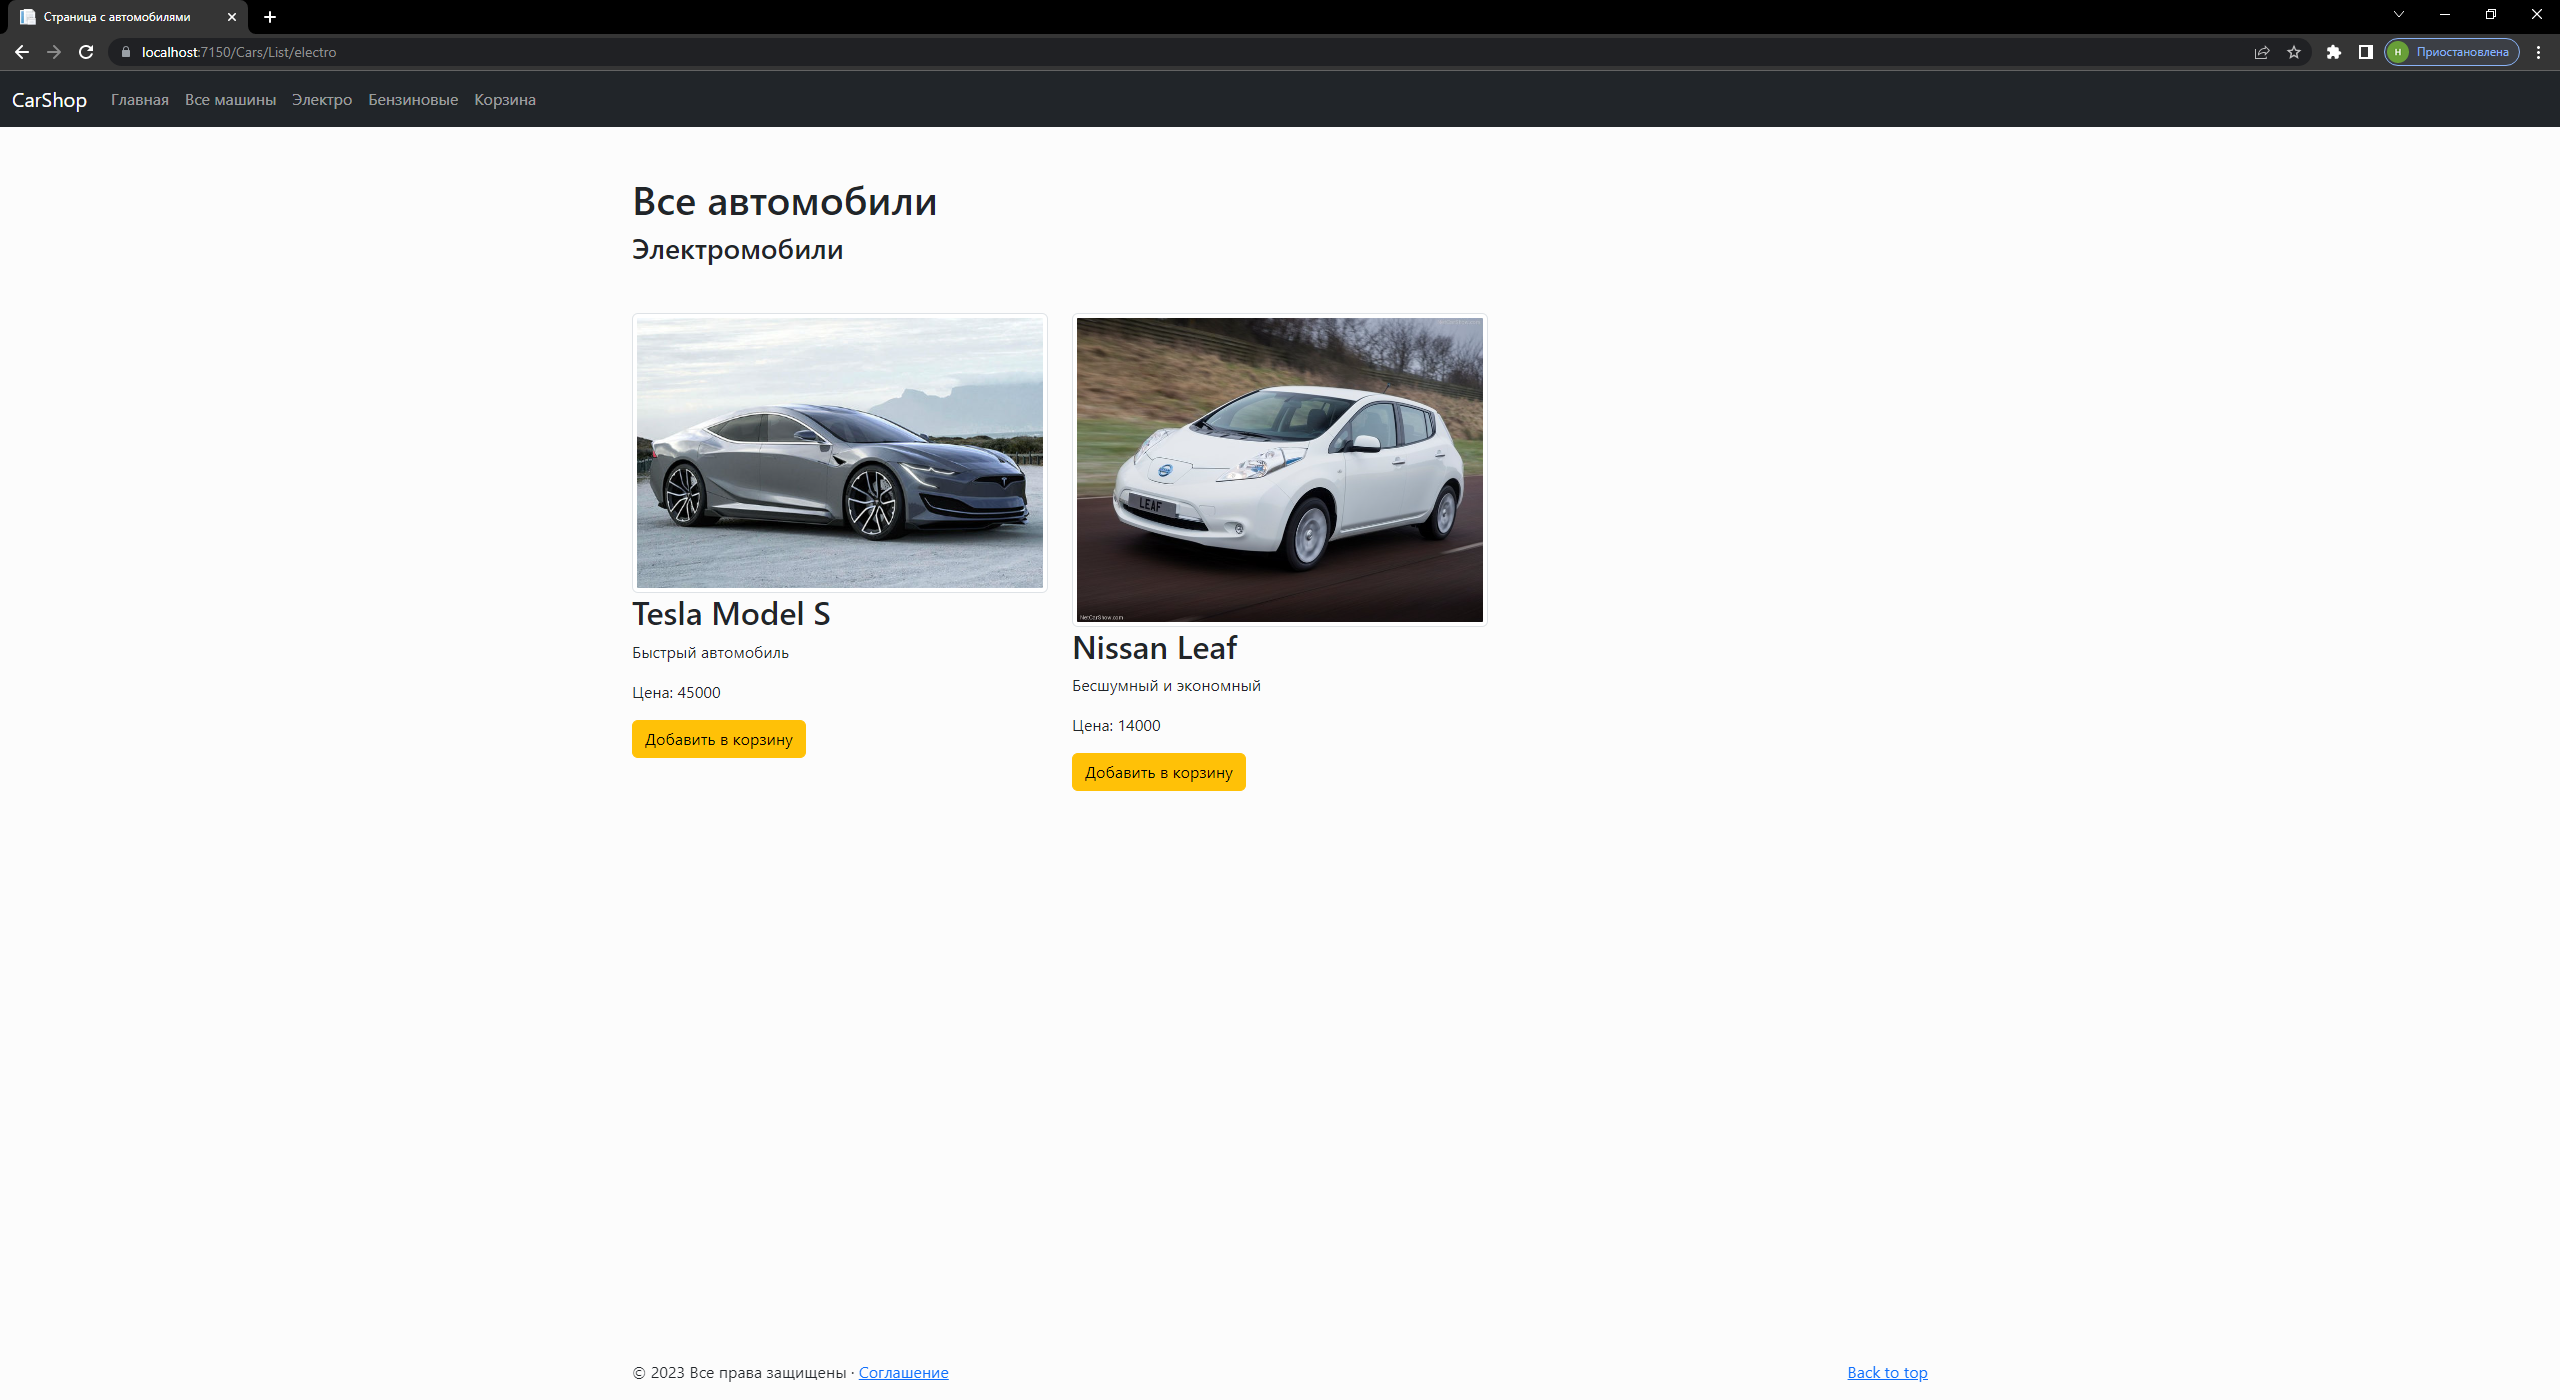 Страница с автомобилями
localhost:7150/Cars/List/electro
Приостановлена
CarShop Главная Все машины Электро Бензиновые Корзина
Все автомобили
Электромобили
LEAF
NetCarShow.com
Tesla Model S
Быстрый автомобиль
Цена: 45000
Добавить в корзину
Nissan Leaf
Бесшумный и экономный
Цена: 14000
Добавить в корзину
© 2023 Все права защищены · Соглашение
Back to top